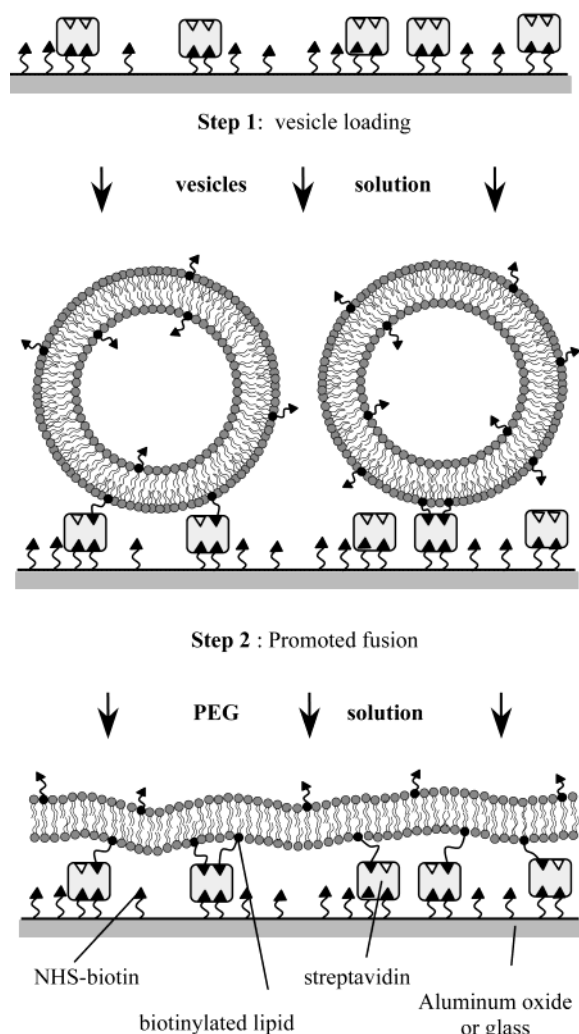 Step 1: vesicle loading
vesicles solution
Step 2 : Promoted fusion
PEG solution
NHS-biotin
streptavidin
biotinylated lipid
Aluminum oxide
or glass